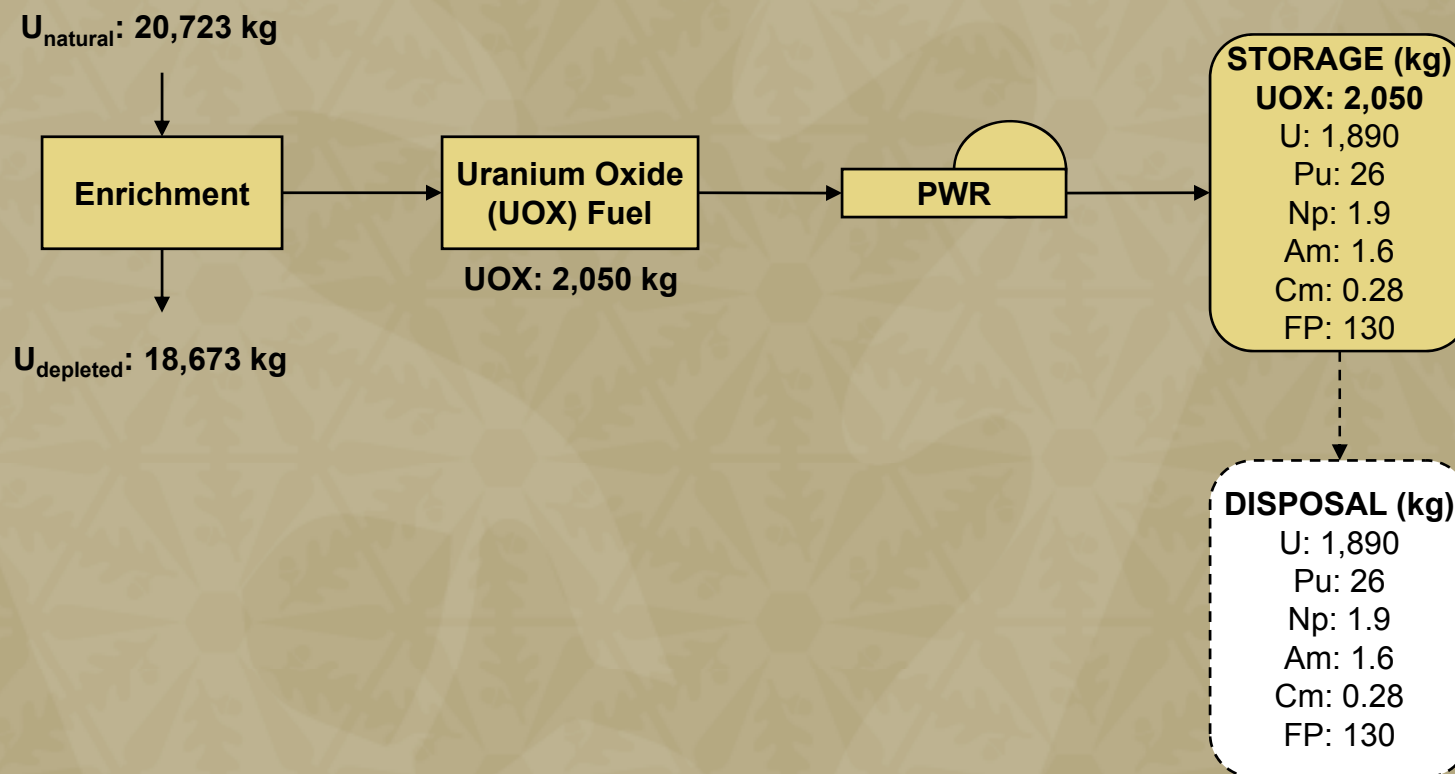 U_natural: 20,723 kg
Enrichment
U_depleted: 18,673 kg
Uranium Oxide
(UOX) Fuel
UOX: 2,050 kg
PWR
STORAGE (kg)
UOX: 2,050
U: 1,890
Pu: 26
Np: 1.9
Am: 1.6
Cm: 0.28
FP: 130
DISPOSAL (kg)
U: 1,890
Pu: 26
Np: 1.9
Am: 1.6
Cm: 0.28
FP: 130